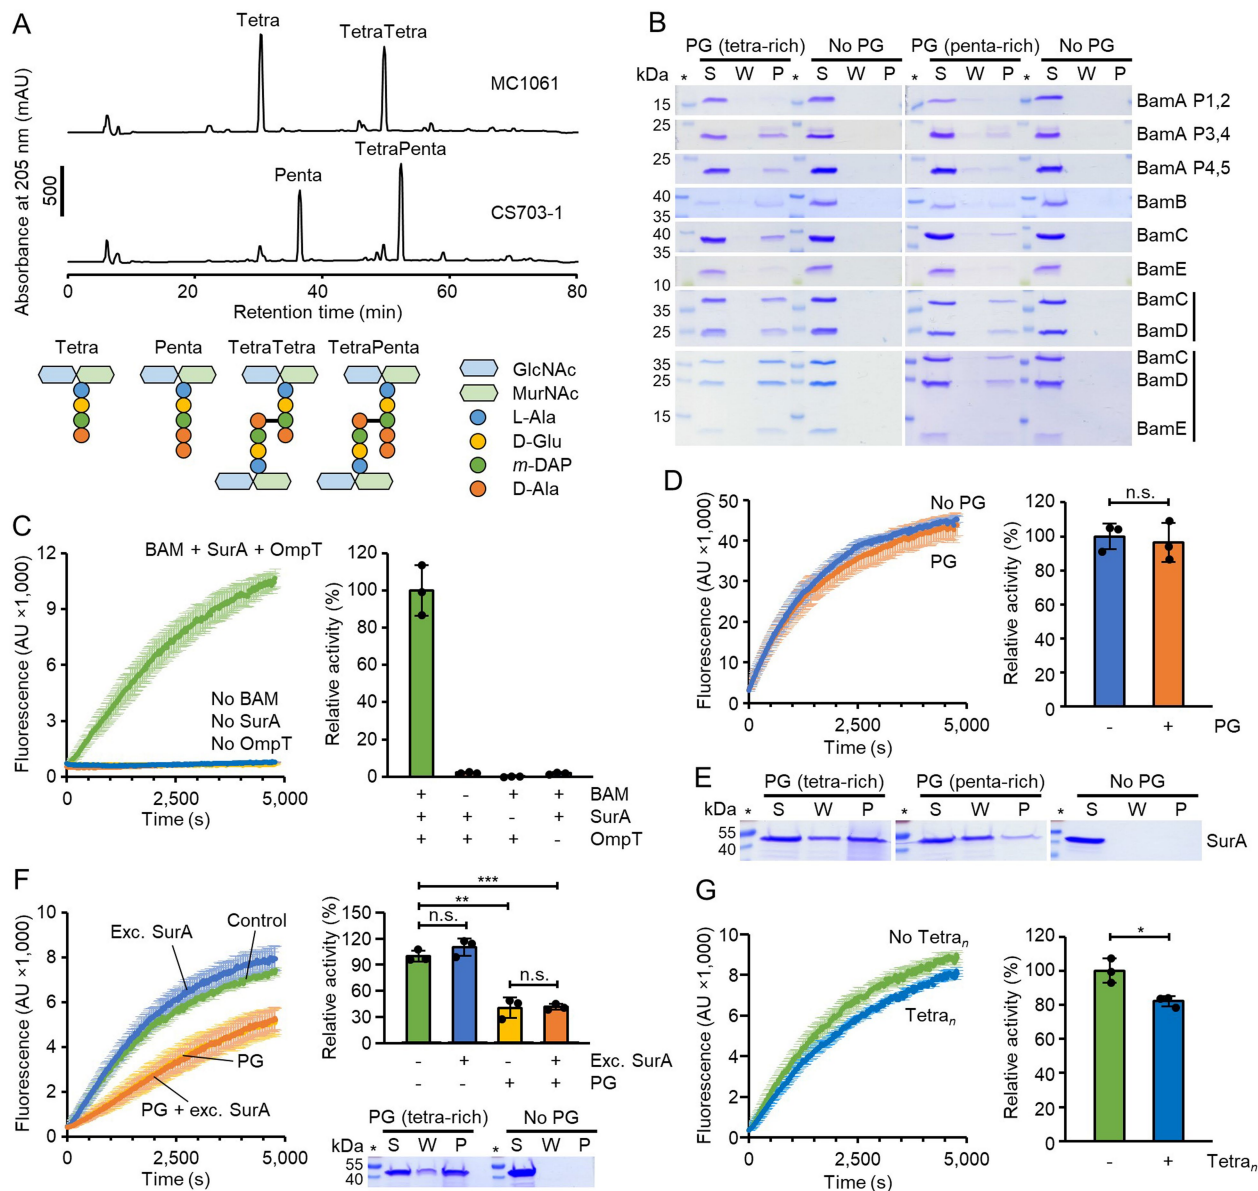 A
Tetra
TetraTetra
MC1061
TetraPenta
Penta
CS703-1
500
Absorbance at 205 nm (mAU)
0 20 40 60 80
Retention time (min)
Tetra Penta TetraTetra TetraPenta
GlcNAc
MurNAc
L-Ala
D-Glu
m-DAP
D-Ala
B
PG (tetra-rich) No PG PG (penta-rich) No PG
kDa * S W P * S W P * S W P * S W P
15 BamA P1,2
25 BamA P3,4
25 BamA P4,5
40 BamB
35
40 BamC
35
BamE
10
35 BamC
25 BamD
35 BamC
25 BamD
15
BamE
C
12
9
6
3
0
Fluorescence (AU ×1,000)
BAM + SurA + OmpT
No BAM
No SurA
No OmpT
0 2,500 5,000
Time (s)
Relative activity (%)
120
100
80
60
40
20
0
+ - + + BAM
+ + - + SurA
+ + + - OmpT
D
50
40
30
20
10
0
Fluorescence (AU ×1,000)
No PG
PG
0 2,500 5,000
Time (s)
Relative activity (%)
120
100
80
60
40
20
0
n.s.
- + PG
E
PG (tetra-rich) PG (penta-rich) No PG
kDa * S W P * S W P * S W P
55
40
SurA
F
10
8
6
4
2
0
Fluorescence (AU ×1,000)
Exc. SurA
Control
PG
PG + exc. SurA
0 2,500 5,000
Time (s)
Relative activity (%)
150
120
90
60
30
0
***
**
n.s.
n.s.
- + - + Exc. SurA
- - + + PG
PG (tetra-rich) No PG
kDa * S W P * S W P
55
40
G
10
8
6
4
2
0
Fluorescence (AU ×1,000)
No Tetran
Tetran
0 2,500 5,000
Time (s)
Relative activity (%)
120
100
80
60
40
20
0
*
- + Tetran